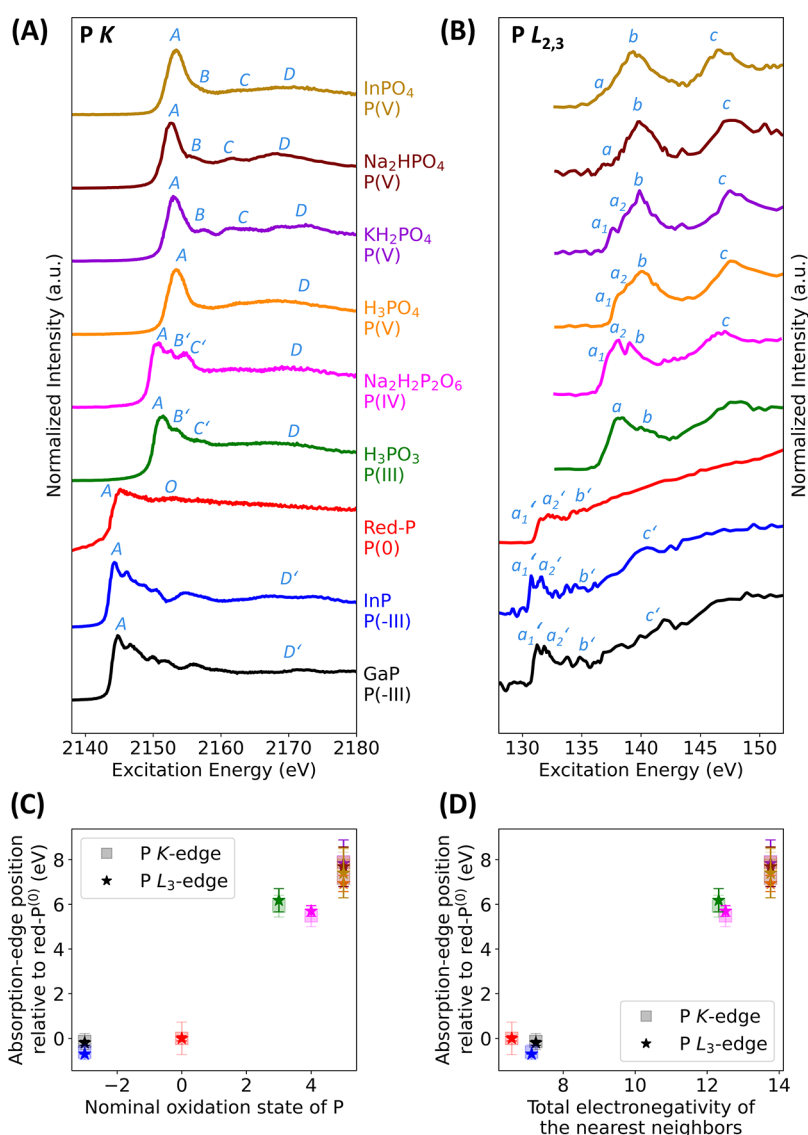 (A)
P K
Normalized Intensity (a.u.)
A
B
C
D
InPO4
P(V)
A
B
C
D
Na2HPO4
P(V)
A
B
C
D
KH2PO4
P(V)
A
D
H3PO4
P(V)
A
B‘
C‘
D
Na2H2P2O6
P(IV)
A
B‘
C‘
D
H3PO3
P(III)
A
O
Red-P
P(0)
A
D‘
InP
P(-III)
A
D‘
GaP
P(-III)
2140 2150 2160 2170 2180
Excitation Energy (eV)
(B)
P L2,3
Normalized Intensity (a.u.)
a
b
c
a
b
c
a1
a2
b
c
a1
a2
b
c
a1
a2
b
c
a
b
a1‘
a2‘
b‘
a1‘
a2‘
b‘
c‘
a1‘
a2‘
b‘
c‘
130 135 140 145 150
Excitation Energy (eV)
(C)
Absorption-edge position
relative to red-P(0) (eV)
8
6
4
2
0
P K-edge
P L3-edge
−2 0 2 4
Nominal oxidation state of P
(D)
Absorption-edge position
relative to red-P(0) (eV)
8
6
4
2
0
P K-edge
P L3-edge
8 10 12 14
Total electronegativity of
the nearest neighbors